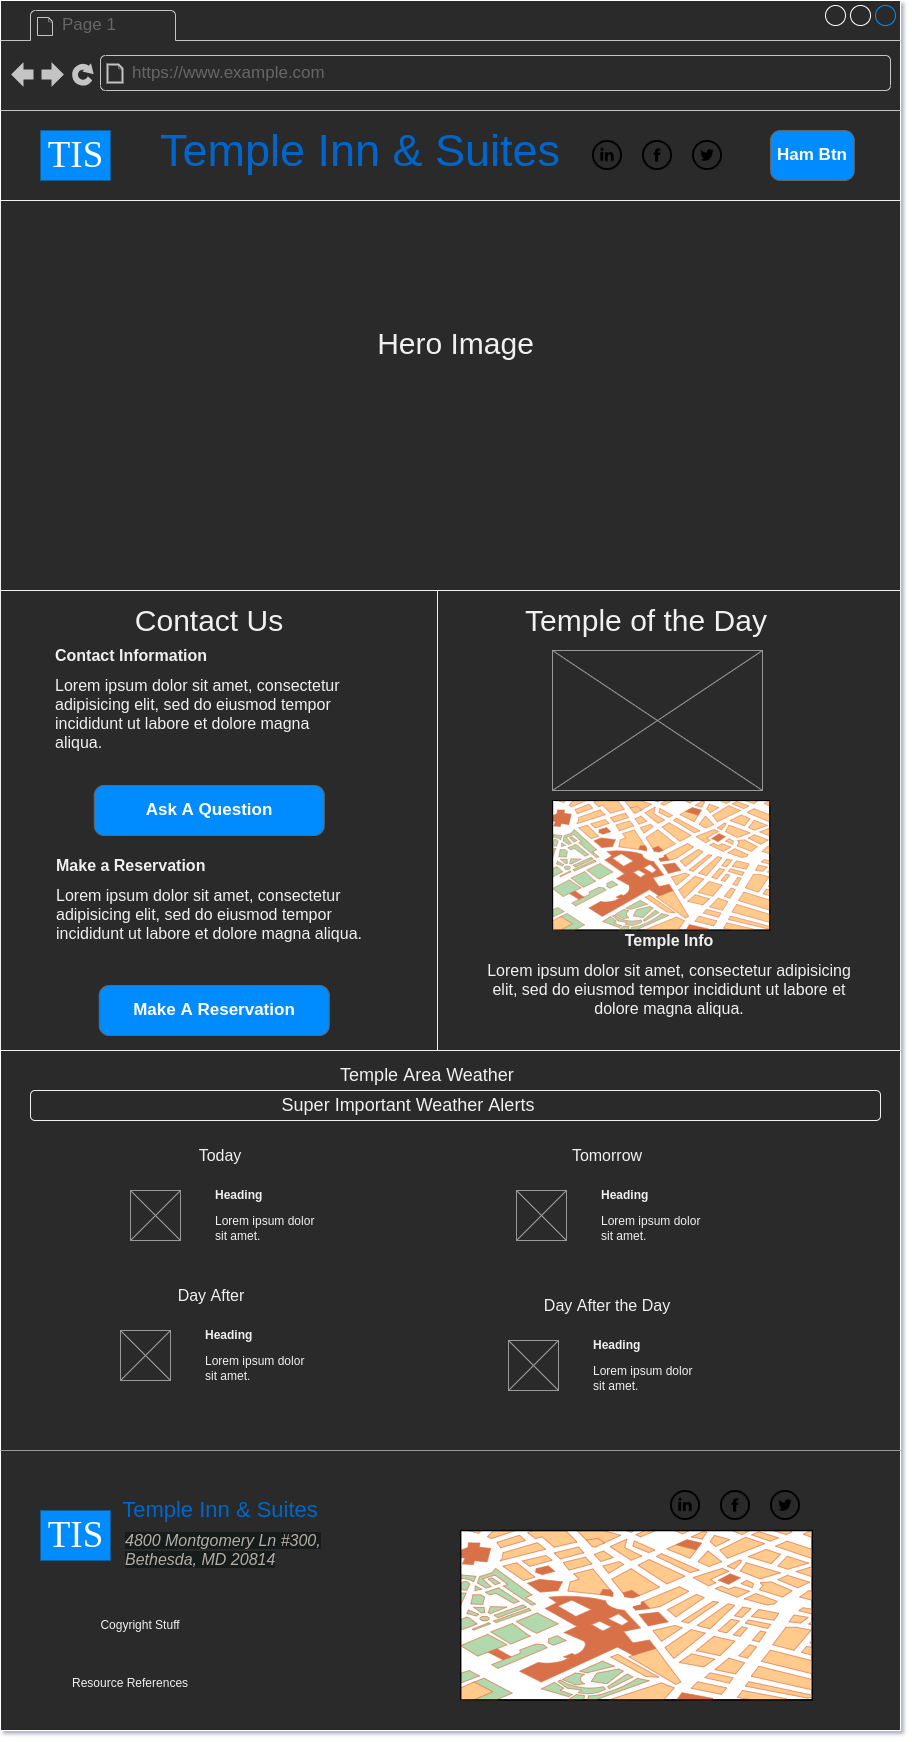 Page 1
https://www.example.com
TIS
Temple Inn & Suites
Ham Btn
Hero Image
Contact Us
Contact Information
Lorem ipsum dolor sit amet, consectetur
adipisicing elit, sed do eiusmod tempor
incididunt ut labore et dolore magna
aliqua.
Ask A Question
Make a Reservation
Lorem ipsum dolor sit amet, consectetur
adipisicing elit, sed do eiusmod tempor
incididunt ut labore et dolore magna aliqua.
Make A Reservation
Temple of the Day
Temple Info
Lorem ipsum dolor sit amet, consectetur adipisicing
elit, sed do eiusmod tempor incididunt ut labore et
dolore magna aliqua.
Temple Area Weather
Super Important Weather Alerts
Today
Heading
Lorem ipsum dolor
sit amet.
Tomorrow
Heading
Lorem ipsum dolor
sit amet.
Day After
Heading
Lorem ipsum dolor
sit amet.
Day After the Day
Heading
Lorem ipsum dolor
sit amet.
TIS
Temple Inn & Suites
4800 Montgomery Ln #300,
Bethesda, MD 20814
Cogyright Stuff
Resource References